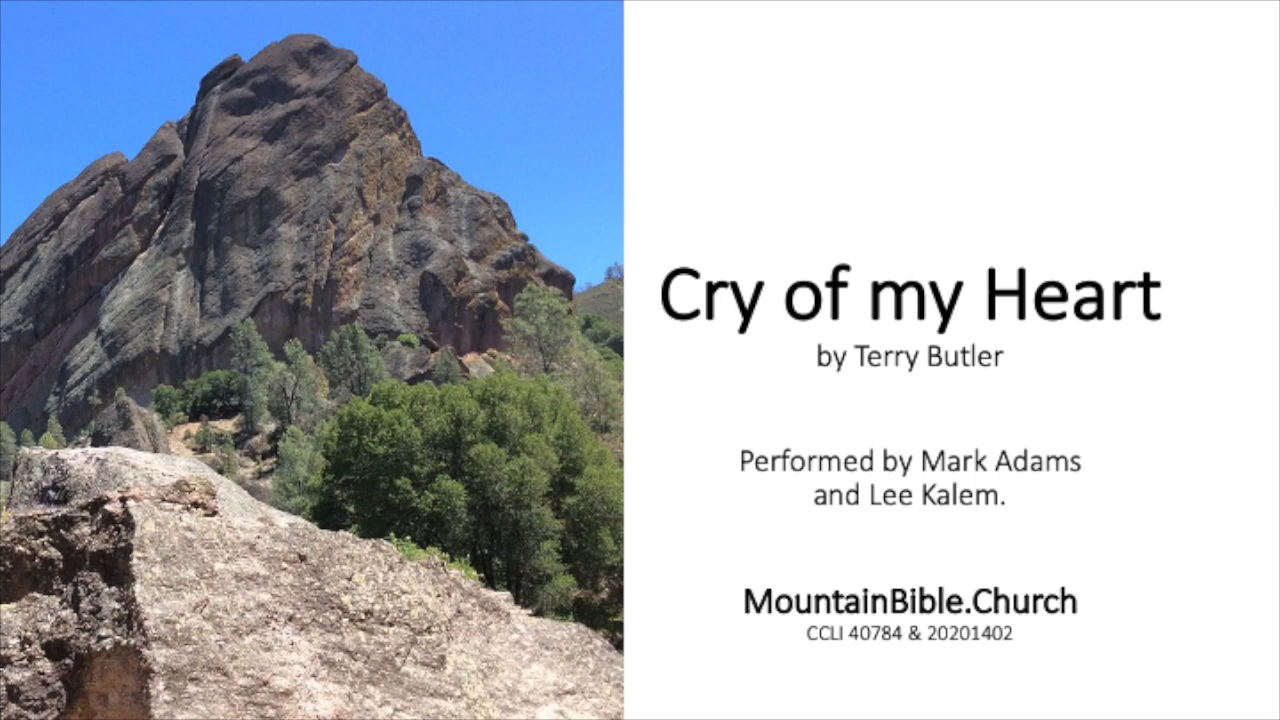 Cry of my Heart
by Terry Butler
Performed by Mark Adams
and Lee Kalem.
MountainBible.Church
CCLI 40784 & 20201402